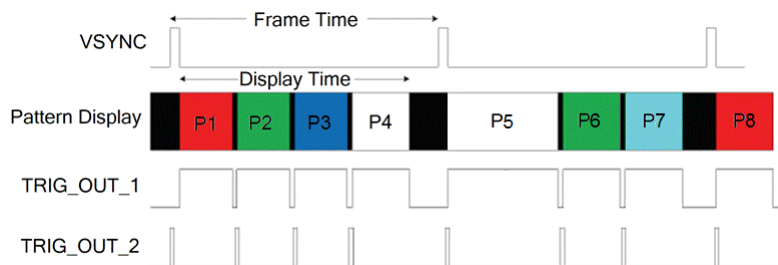 Frame Time
VSYNC
Display Time
Pattern Display
P1 P2 P3 P4 P5 P6 P7 P8
TRIG_OUT_1
TRIG_OUT_2